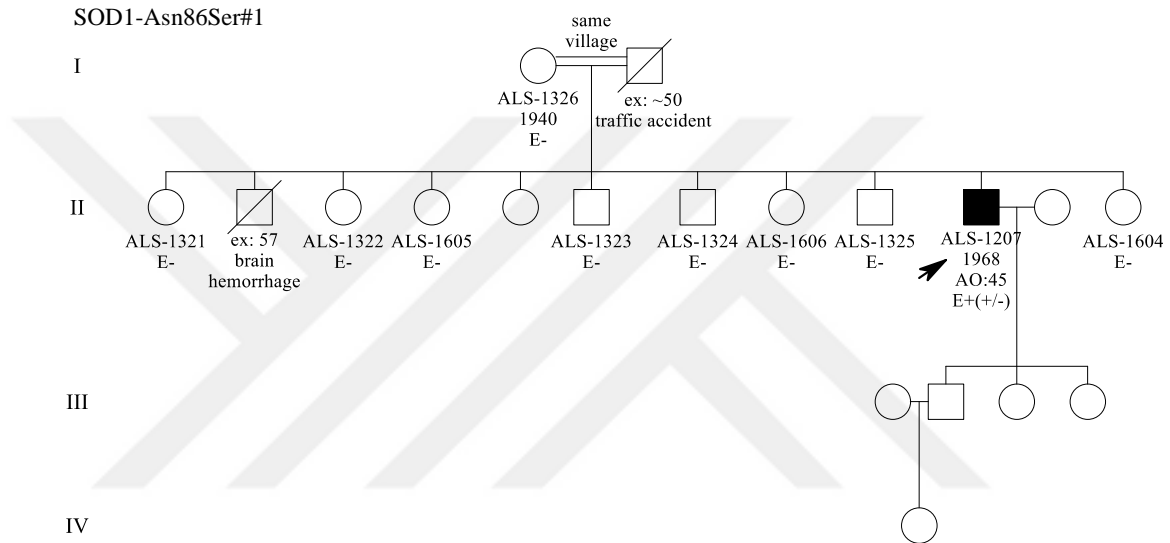 SOD1-Asn86Ser#1
same
village
I
ALS-1326
1940
E-
ex: ~50
traffic accident
II
ALS-1321
E-
ex: 57
brain
hemorrhage
ALS-1322
E-
ALS-1605
E-
ALS-1323
E-
ALS-1324
E-
ALS-1606
E-
ALS-1325
E-
ALS-1207
1968
AO:45
E+(+/-)
ALS-1604
E-
III
IV